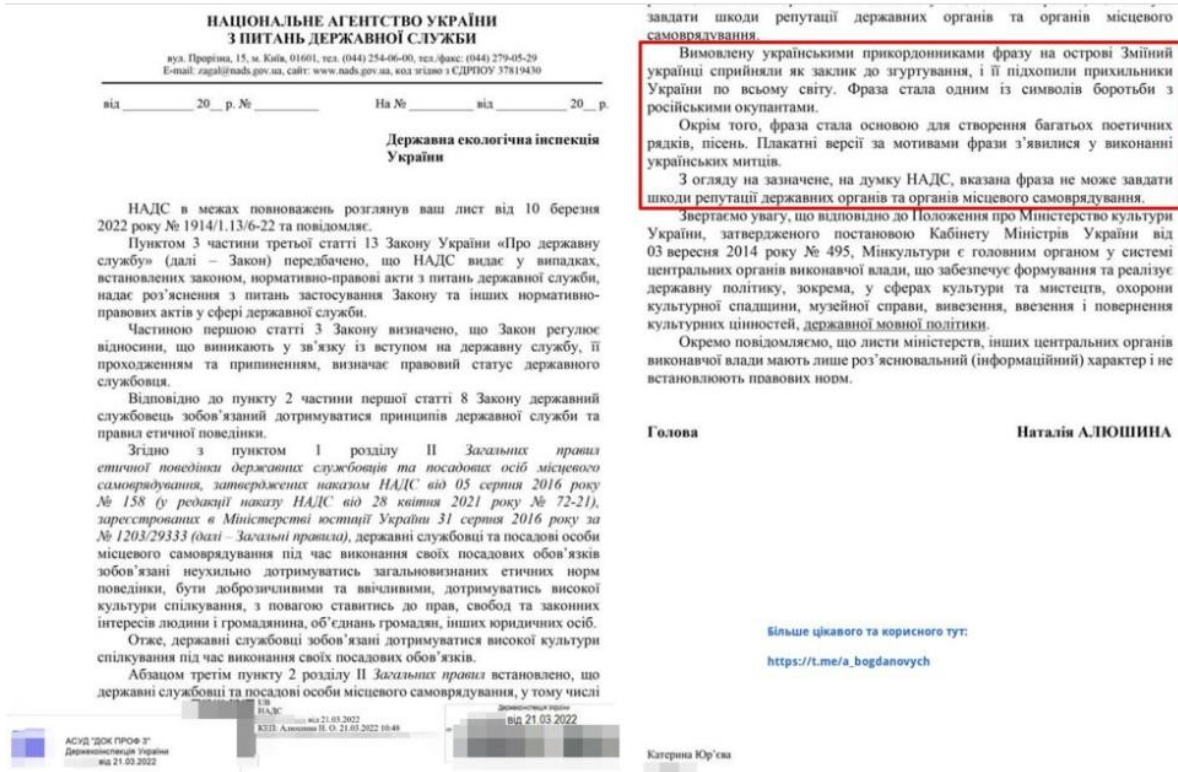 НАЦІОНАЛЬНЕ АГЕНТСТВО УКРАЇНИ
З ПИТАНЬ ДЕРЖАВНОЇ СЛУЖБИ
вул. Прорізна, 15, м. Київ, 01601, тел. (044) 254-06-00, тел./факс: (044) 279-05-29
E-mail: zagal@nads.gov.ua, сайт: www.nads.gov.ua, код згідно з ЄДРПОУ 37819430
від __________ 20__ р. № __________ На № __________ від __________ 20__ р.
Державна екологічна інспекція
України
НАДС в межах повноважень розглянув ваш лист від 10 березня
2022 року № 1914/1.13/6-22 та повідомляє.
Пунктом 3 частини третьої статті 13 Закону України «Про державну
службу» (далі – Закон) передбачено, що НАДС видає у випадках,
встановлених законом, нормативно-правові акти з питань державної служби,
надає роз’яснення з питань застосування Закону та інших нормативно-
правових актів у сфері державної служби.
Частиною першою статті 3 Закону визначено, що Закон регулює
відносини, що виникають у зв’язку із вступом на державну службу, її
проходженням та припиненням, визначає правовий статус державного
службовця.
Відповідно до пункту 2 частини першої статті 8 Закону державний
службовець зобов’язаний дотримуватися принципів державної служби та
правил етичної поведінки.
Згідно з пунктом 1 розділу II Загальних правил
етичної поведінки державних службовців та посадових осіб місцевого
самоврядування, затверджених наказом НАДС від 05 серпня 2016 року
№ 158 (у редакції наказу НАДС від 28 квітня 2021 року № 72-21),
зареєстрованих в Міністерстві юстиції України 31 серпня 2016 року за
№ 1203/29333 (далі – Загальні правила), державні службовці та посадові особи
місцевого самоврядування під час виконання своїх посадових обов’язків
зобов’язані неухильно дотримуватись загальновизнаних етичних норм
поведінки, бути доброзичливими та ввічливими, дотримуватись високої
культури спілкування, з повагою ставитись до прав, свобод та законних
інтересів людини і громадянина, об’єднань громадян, інших юридичних осіб.
Отже, державні службовці зобов’язані дотримуватися високої культури
спілкування під час виконання своїх посадових обов’язків.
Абзацом третім пункту 2 розділу II Загальних правил встановлено, що
державні службовці та посадові особи місцевого самоврядування, у тому числі
UB
НАДС
від 21.03.2022
КЕП: Алюшина Н. О. 21.03.2022 10:48
Держекоінспекція України
від 21.03.2022
АСУД "ДОК ПРОФ 3"
Держекоінспекція України
від 21.03.2022
завдати шкоди репутації державних органів та органів місцевого
самоврядування.
Вимовлену українськими прикордонниками фразу на острові Зміїний
українці сприйняли як заклик до згуртування, і її підхопили прихильники
України по всьому світу. Фраза стала одним із символів боротьби з
російськими окупантами.
Окрім того, фраза стала основою для створення багатьох поетичних
рядків, пісень. Плакатні версії за мотивами фрази з’явилися у виконанні
українських митців.
З огляду на зазначене, на думку НАДС, вказана фраза не може завдати
шкоди репутації державних органів та органів місцевого самоврядування.
Звертаємо увагу, що відповідно до Положення про Міністерство культури
України, затвердженого постановою Кабінету Міністрів України від
03 вересня 2014 року № 495, Мінкультури є головним органом у системі
центральних органів виконавчої влади, що забезпечує формування та реалізує
державну політику, зокрема, у сферах культури та мистецтв, охорони
культурної спадщини, музейної справи, вивезення, ввезення і повернення
культурних цінностей, державної мовної політики.
Окремо повідомляємо, що листи міністерств, інших центральних органів
виконавчої влади мають лише роз’яснювальний (інформаційний) характер і не
встановлюють правових норм.
Голова Наталія АЛЮШИНА
Більше цікавого та корисного тут:
https://t.me/a_bogdanovych
Катерина Юр’єва